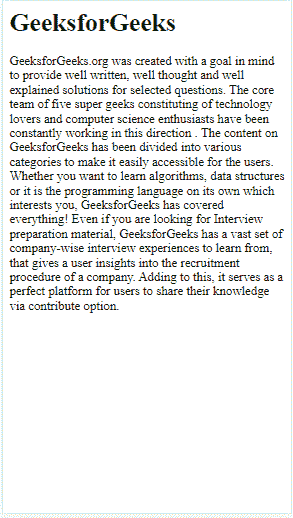 GeeksforGeeks
GeeksforGeeks.org was created with a goal in mind
to provide well written, well thought and well
explained solutions for selected questions. The core
team of five super geeks constituting of technology
lovers and computer science enthusiasts have been
constantly working in this direction . The content on
GeeksforGeeks has been divided into various
categories to make it easily accessible for the users.
Whether you want to learn algorithms, data structures
or it is the programming language on its own which
interests you, GeeksforGeeks has covered
everything! Even if you are looking for Interview
preparation material, GeeksforGeeks has a vast set of
company-wise interview experiences to learn from,
that gives a user insights into the recruitment
procedure of a company. Adding to this, it serves as a
perfect platform for users to share their knowledge
via contribute option.